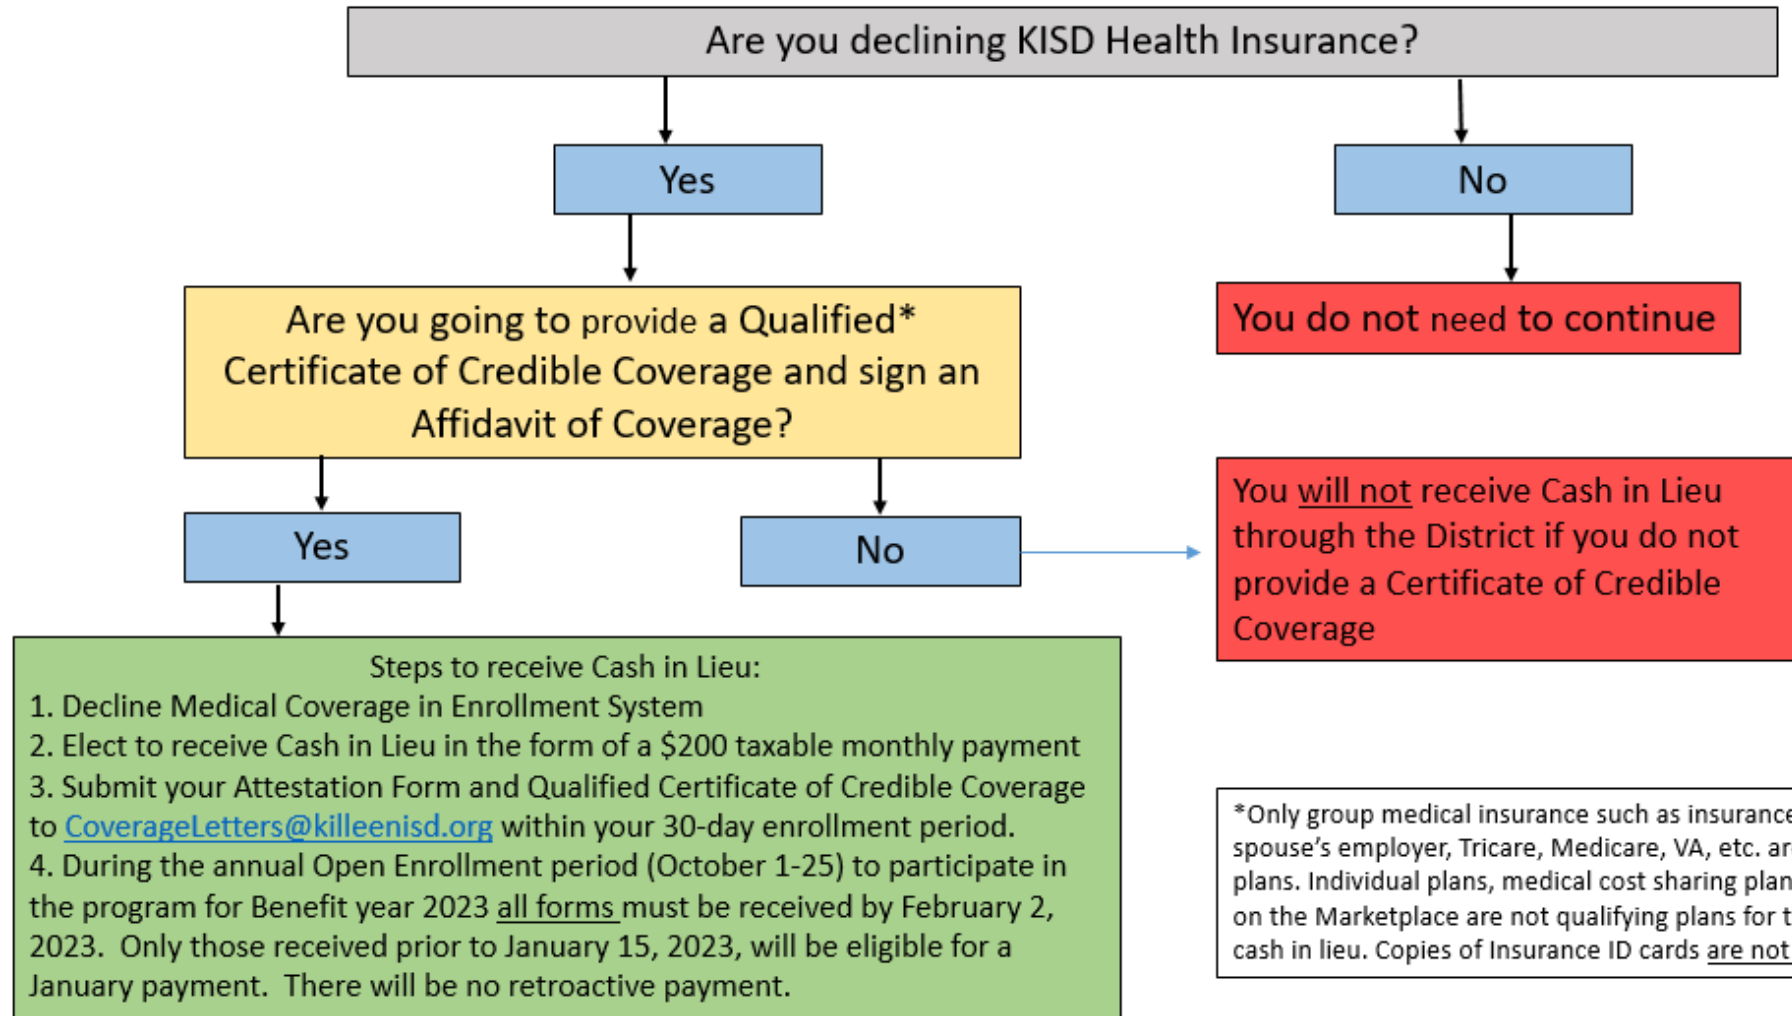 Are you declining KISD Health Insurance?
Yes
No
Are you going to provide a Qualified*
Certificate of Credible Coverage and sign an
Affidavit of Coverage?
You do not need to continue
Yes
No
You will not receive Cash in Lieu
through the District if you do not
provide a Certificate of Credible
Coverage
Steps to receive Cash in Lieu:
1. Decline Medical Coverage in Enrollment System
2. Elect to receive Cash in Lieu in the form of a $200 taxable monthly payment
3. Submit your Attestation Form and Qualified Certificate of Credible Coverage
to CoverageLetters@killeenisd.org within your 30-day enrollment period.
4. During the annual Open Enrollment period (October 1-25) to participate in
the program for Benefit year 2023 all forms must be received by February 2,
2023.  Only those received prior to January 15, 2023, will be eligible for a
January payment.  There will be no retroactive payment.
*Only group medical insurance such as insurance
spouse's employer, Tricare, Medicare, VA, etc.
plans. Individual plans, medical cost sharing
on the Marketplace are not qualifying plans for
cash in lieu. Copies of Insurance ID cards are not